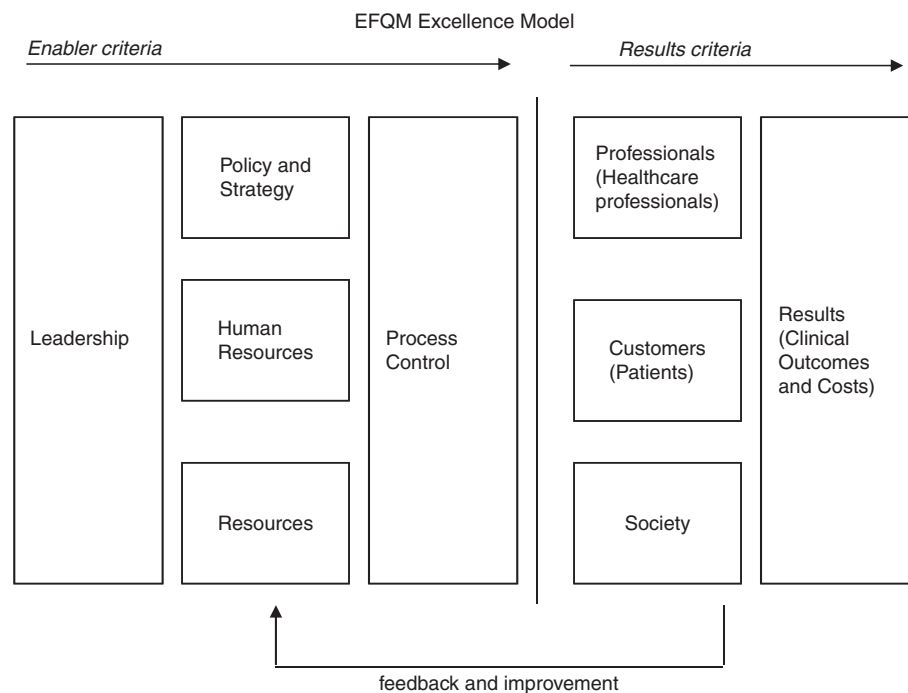 EFQM Excellence Model
Enabler criteria
Results criteria
Leadership
Policy and
Strategy
Human
Resources
Resources
Process
Control
Professionals
(Healthcare
professionals)
Customers
(Patients)
Society
Results
(Clinical
Outcomes
and Costs)
feedback and improvement